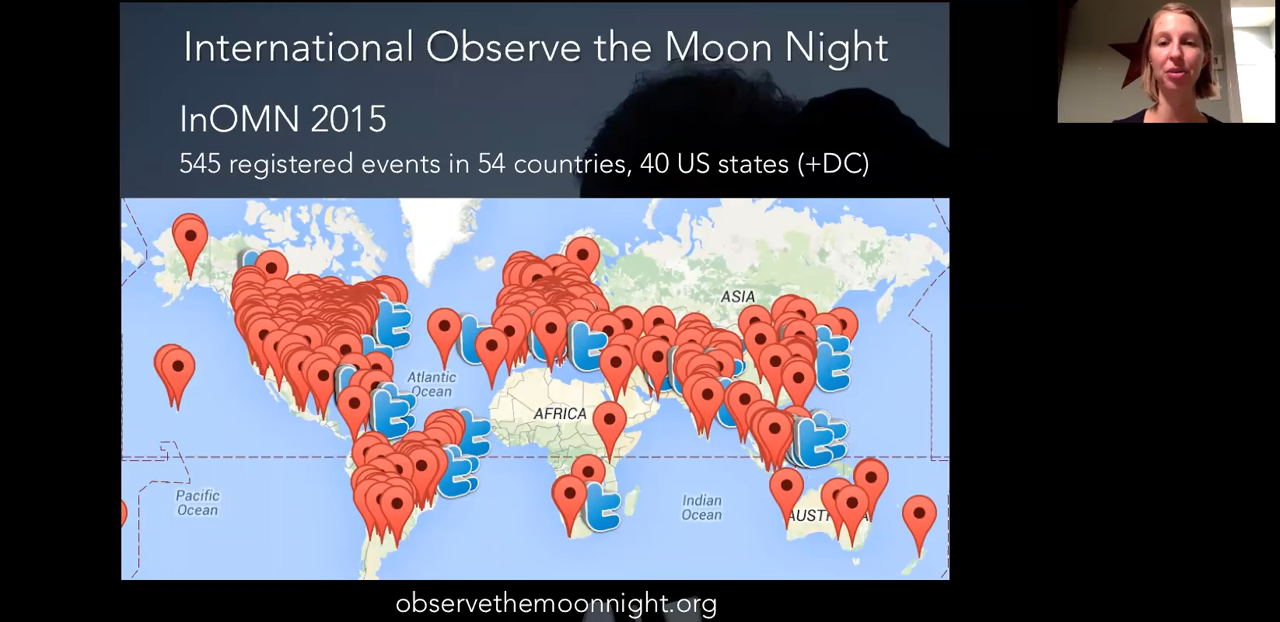 International Observe the Moon Night
InOMN 2015
545 registered events in 54 countries, 40 US states (+DC)
ASIA
Atlantic
Ocean
AFRICA
Pacific
Ocean
Indian
Ocean
observethemoonnight.org